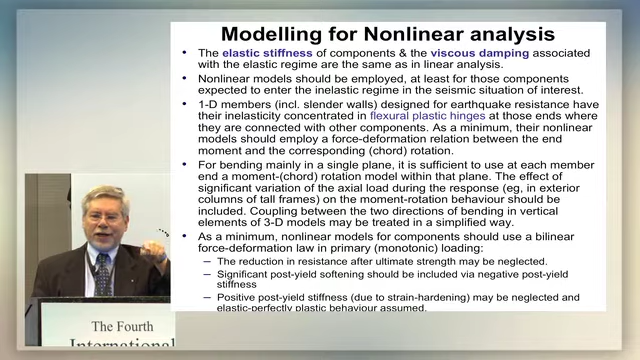 Modelling for Nonlinear analysis
• The elastic stiffness of components & the viscous damping associated
with the elastic regime are the same as in linear analysis.
• Nonlinear models should be employed, at least for those components
expected to enter the inelastic regime in the seismic situation of interest.
• 1-D members (incl. slender walls) designed for earthquake resistance have
their inelasticity concentrated in flexural plastic hinges at those ends where
they are connected with other components. As a minimum, their nonlinear
models should employ a force-deformation relation between the end
moment and the corresponding (chord) rotation.
• For bending mainly in a single plane, it is sufficient to use at each member
end a moment-(chord) rotation model within that plane. The effect of
significant variation of the axial load during the response (eg, in exterior
columns of tall frames) on the moment-rotation behaviour should be
included. Coupling between the two directions of bending in vertical
elements of 3-D models may be treated in a simplified way.
• As a minimum, nonlinear models for components should use a bilinear
force-deformation law in primary (monotonic) loading:
– The reduction in resistance after ultimate strength may be neglected.
– Significant post-yield softening should be included via negative post-yield
stiffness
– Positive post-yield stiffness (due to strain-hardening) may be neglected and
elastic-perfectly plastic behaviour assumed.
The Fourth
International